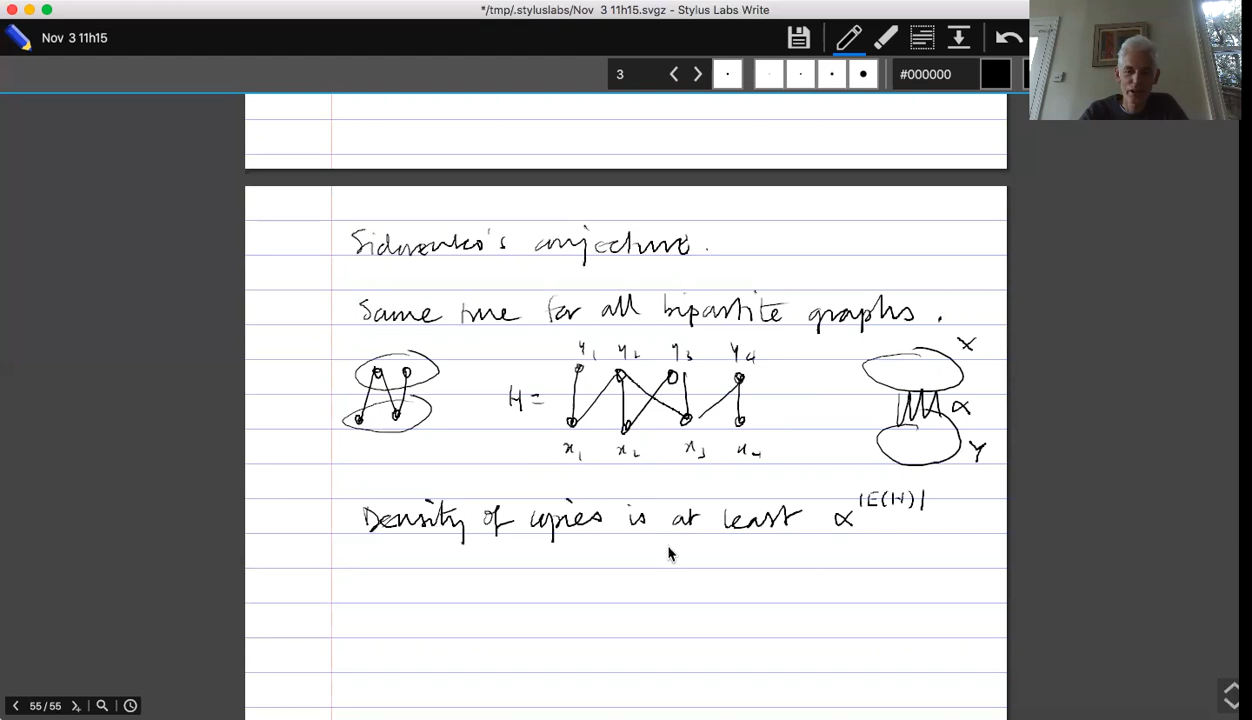 */tmp/.styluslabs/Nov 3 11h15.svgz - Stylus Labs Write
Nov 3 11h15
3
#000000
Sidorenko's conjecture.
Same true for all bipartite graphs.
y1 y2 y3 y4
X
H =
α
x1 x2 x3 x4
Y
Density of copies is at least α^|E(H)|
55/55